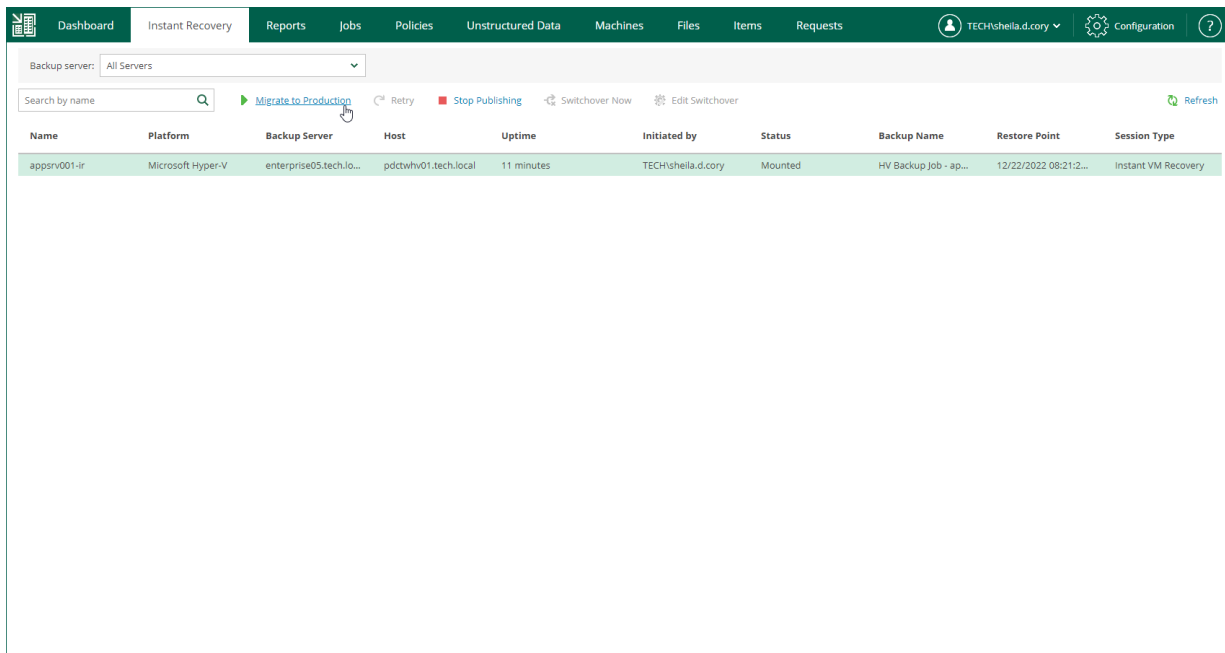 Dashboard Instant Recovery Reports Jobs Policies Unstructured Data Machines Files Items Requests TECH\sheila.d.cory Configuration ?
Backup server: All Servers
Search by name Migrate to Production Retry Stop Publishing Switchover Now Edit Switchover Refresh
Name Platform Backup Server Host Uptime Initiated by Status Backup Name Restore Point Session Type
appsrv001-ir Microsoft Hyper-V enterprise05.tech.lo... pdctwhv01.tech.local 11 minutes TECH\sheila.d.cory Mounted HV Backup Job - ap... 12/22/2022 08:21:2... Instant VM Recovery